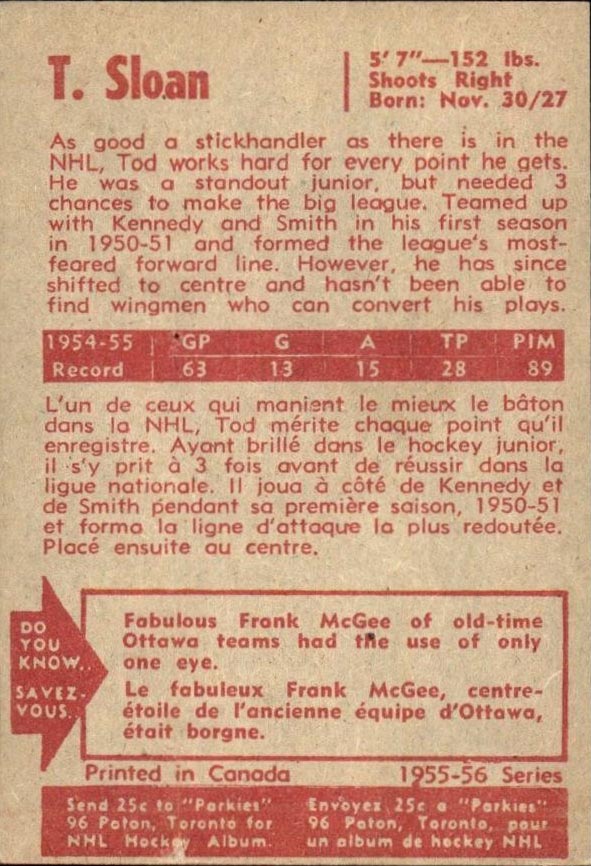 T. Sloan
5' 7"—152 lbs.
Shoots Right
Born: Nov. 30/27
As good a stickhandler as there is in the
NHL, Tod works hard for every point he gets.
He was a standout junior, but needed 3
chances to make the big league. Teamed up
with Kennedy and Smith in his first season
in 1950-51 and formed the league's most-
feared forward line. However, he has since
shifted to centre and hasn't been able to
find wingmen who can convert his plays.
1954-55 GP G A TP PIM
Record 63 13 15 28 89
L'un de ceux qui manient le mieux le bâton
dans la NHL, Tod mérite chaque point qu'il
enregistre. Ayant brillé dans le hockey junior,
il s'y prit à 3 fois avant de réussir dans la
ligue nationale. Il joua à côté de Kennedy et
de Smith pendant sa première saison, 1950-51
et forma la ligne d'attaque la plus redoutée.
Placé ensuite au centre.
DO
YOU
KNOW..
SAVEZ-
VOUS..
Fabulous Frank McGee of old-time
Ottawa teams had the use of only
one eye.
Le fabuleux Frank McGee, centre-
étoile de l'ancienne équipe d'Ottawa,
était borgne.
Printed in Canada 1955-56 Series
Send 25c to "Parkies"
96 Paton, Toronto for
NHL Hockey Album.
Envoyez 25c a "Parkies"
96 Paton, Toronto, pour
un album de hockey NHL